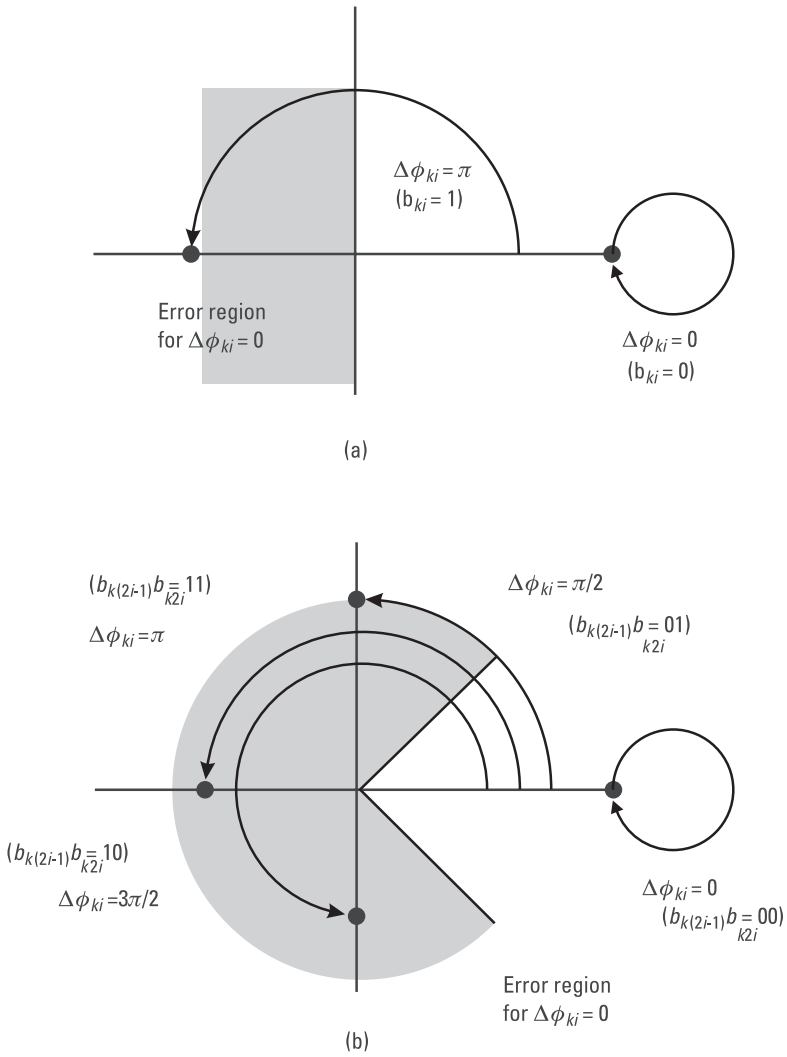 Δϕki = π
(bki = 1)
Error region
for Δϕki = 0
Δϕki = 0
(bki = 0)
(a)
(bk(2i-1)bk2i = 11)
Δϕki = π
Δϕki = π/2
(bk(2i-1)bk2i = 01)
(bk(2i-1)bk2i = 10)
Δϕki = 3π/2
Δϕki = 0
(bk(2i-1)bk2i = 00)
Error region
for Δϕki = 0
(b)